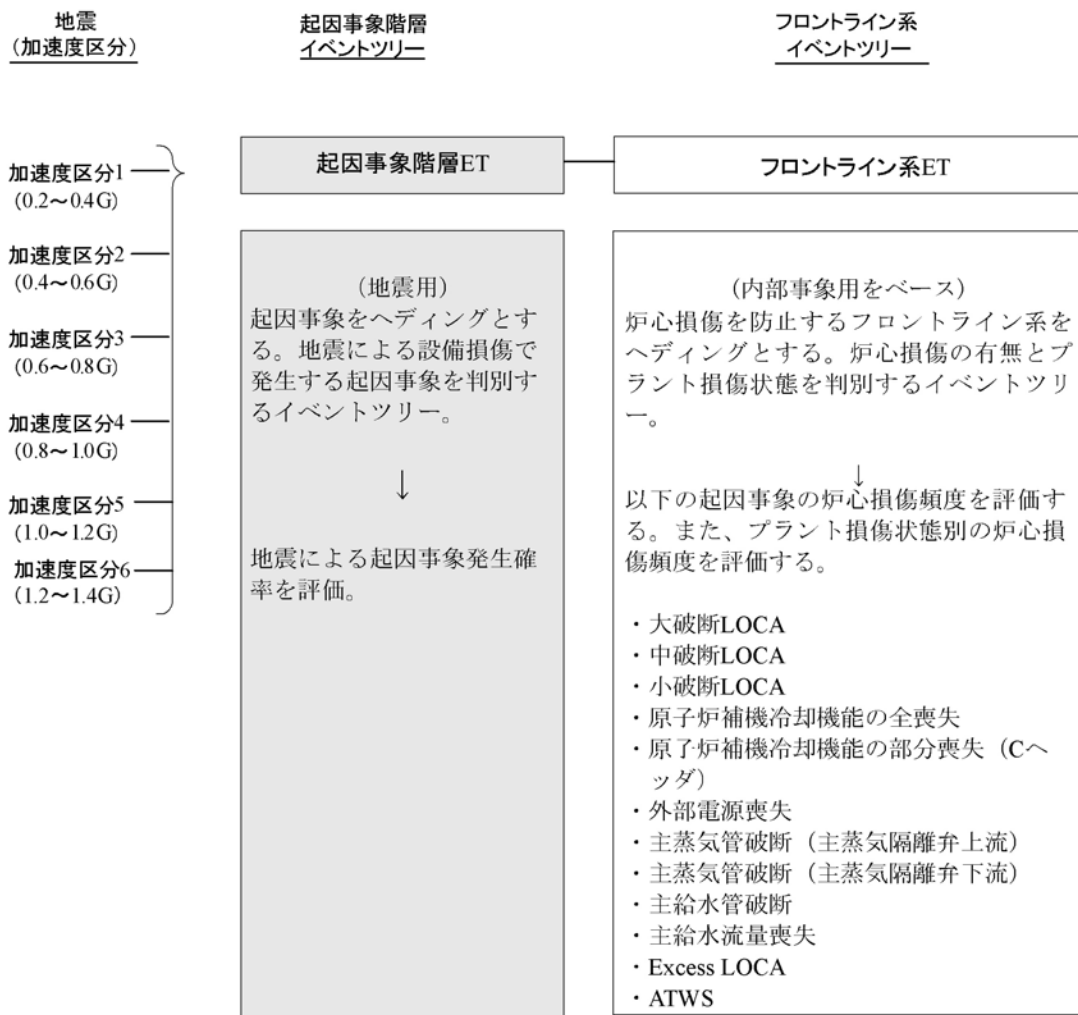 地震
(加速度区分)
起因事象階層
イベントツリー
フロントライン系
イベントツリー
加速度区分1
(0.2～0.4G)
加速度区分2
(0.4～0.6G)
加速度区分3
(0.6～0.8G)
加速度区分4
(0.8～1.0G)
加速度区分5
(1.0～1.2G)
加速度区分6
(1.2～1.4G)
起因事象階層ET
(地震用)
起因事象をヘディングとす
る。地震による設備損傷で
発生する起因事象を判別す
るイベントツリー。
↓
地震による起因事象発生確
率を評価。
フロントライン系ET
(内部事象用をベース)
炉心損傷を防止するフロントライン系を
ヘディングとする。炉心損傷の有無とプ
ラント損傷状態を判別するイベントツリ
ー。
↓
以下の起因事象の炉心損傷頻度を評価す
る。また、プラント損傷状態別の炉心損
傷頻度を評価する。
・大破断LOCA
・中破断LOCA
・小破断LOCA
・原子炉補機冷却機能の全喪失
・原子炉補機冷却機能の部分喪失（Cヘ
ッダ）
・外部電源喪失
・主蒸気管破断（主蒸気隔離弁上流）
・主蒸気管破断（主蒸気隔離弁下流）
・主給水管破断
・主給水流量喪失
・Excess LOCA
・ATWS